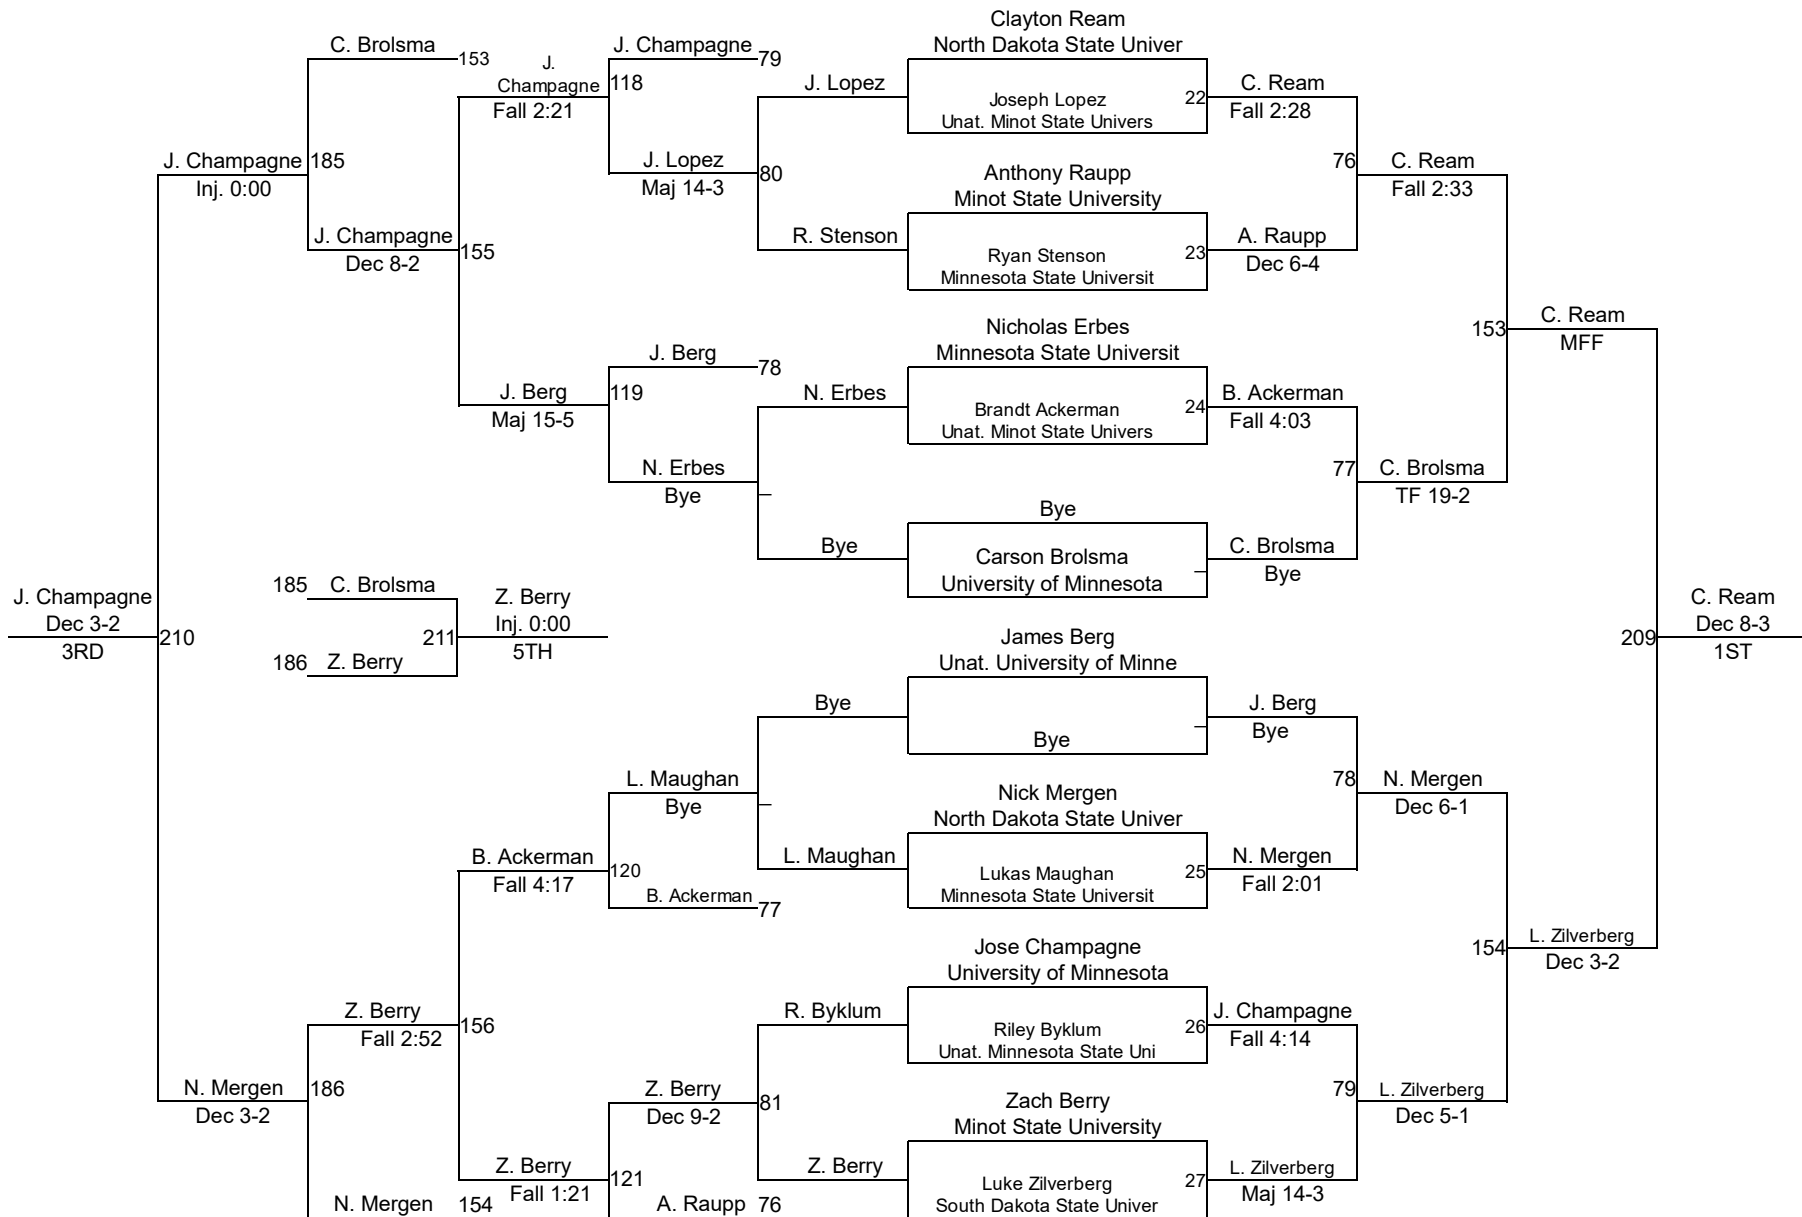 Clayton Ream
North Dakota State Univer
C. Brolsma
153
J.
Champagne
Fall 2:21
J. Champagne
79
118
J. Lopez
Joseph Lopez
Unat. Minot State Univers
22
C. Ream
Fall 2:28
J. Champagne
Inj. 0:00
185
J. Lopez
Maj 14-3
80
Anthony Raupp
Minot State University
76
C. Ream
Fall 2:33
J. Champagne
Dec 8-2
155
R. Stenson
Ryan Stenson
Minnesota State Universit
23
A. Raupp
Dec 6-4
Nicholas Erbes
Minnesota State Universit
153
C. Ream
MFF
J. Berg
78
J. Berg
Maj 15-5
119
N. Erbes
Brandt Ackerman
Unat. Minot State Univers
24
B. Ackerman
Fall 4:03
N. Erbes
Bye
_
77
C. Brolsma
TF 19-2
Bye
Bye
Carson Brolsma
University of Minnesota
_
C. Brolsma
Bye
185
C. Brolsma
J. Champagne
Dec 3-2
3RD
210
211
Z. Berry
Inj. 0:00
5TH
186
Z. Berry
209
C. Ream
Dec 8-3
1ST
James Berg
Unat. University of Minne
Bye
Bye
_
J. Berg
Bye
L. Maughan
Bye
_
Nick Mergen
North Dakota State Univer
78
N. Mergen
Dec 6-1
B. Ackerman
Fall 4:17
120
B. Ackerman
77
L. Maughan
Lukas Maughan
Minnesota State Universit
25
N. Mergen
Fall 2:01
Jose Champagne
University of Minnesota
154
L. Zilverberg
Dec 3-2
Z. Berry
Fall 2:52
156
R. Byklum
Riley Byklum
Unat. Minnesota State Uni
26
J. Champagne
Fall 4:14
N. Mergen
Dec 3-2
186
Z. Berry
Dec 9-2
81
Zach Berry
Minot State University
79
L. Zilverberg
Dec 5-1
Z. Berry
Fall 1:21
121
Z. Berry
Luke Zilverberg
South Dakota State Univer
27
L. Zilverberg
Maj 14-3
N. Mergen
154
A. Raupp
76